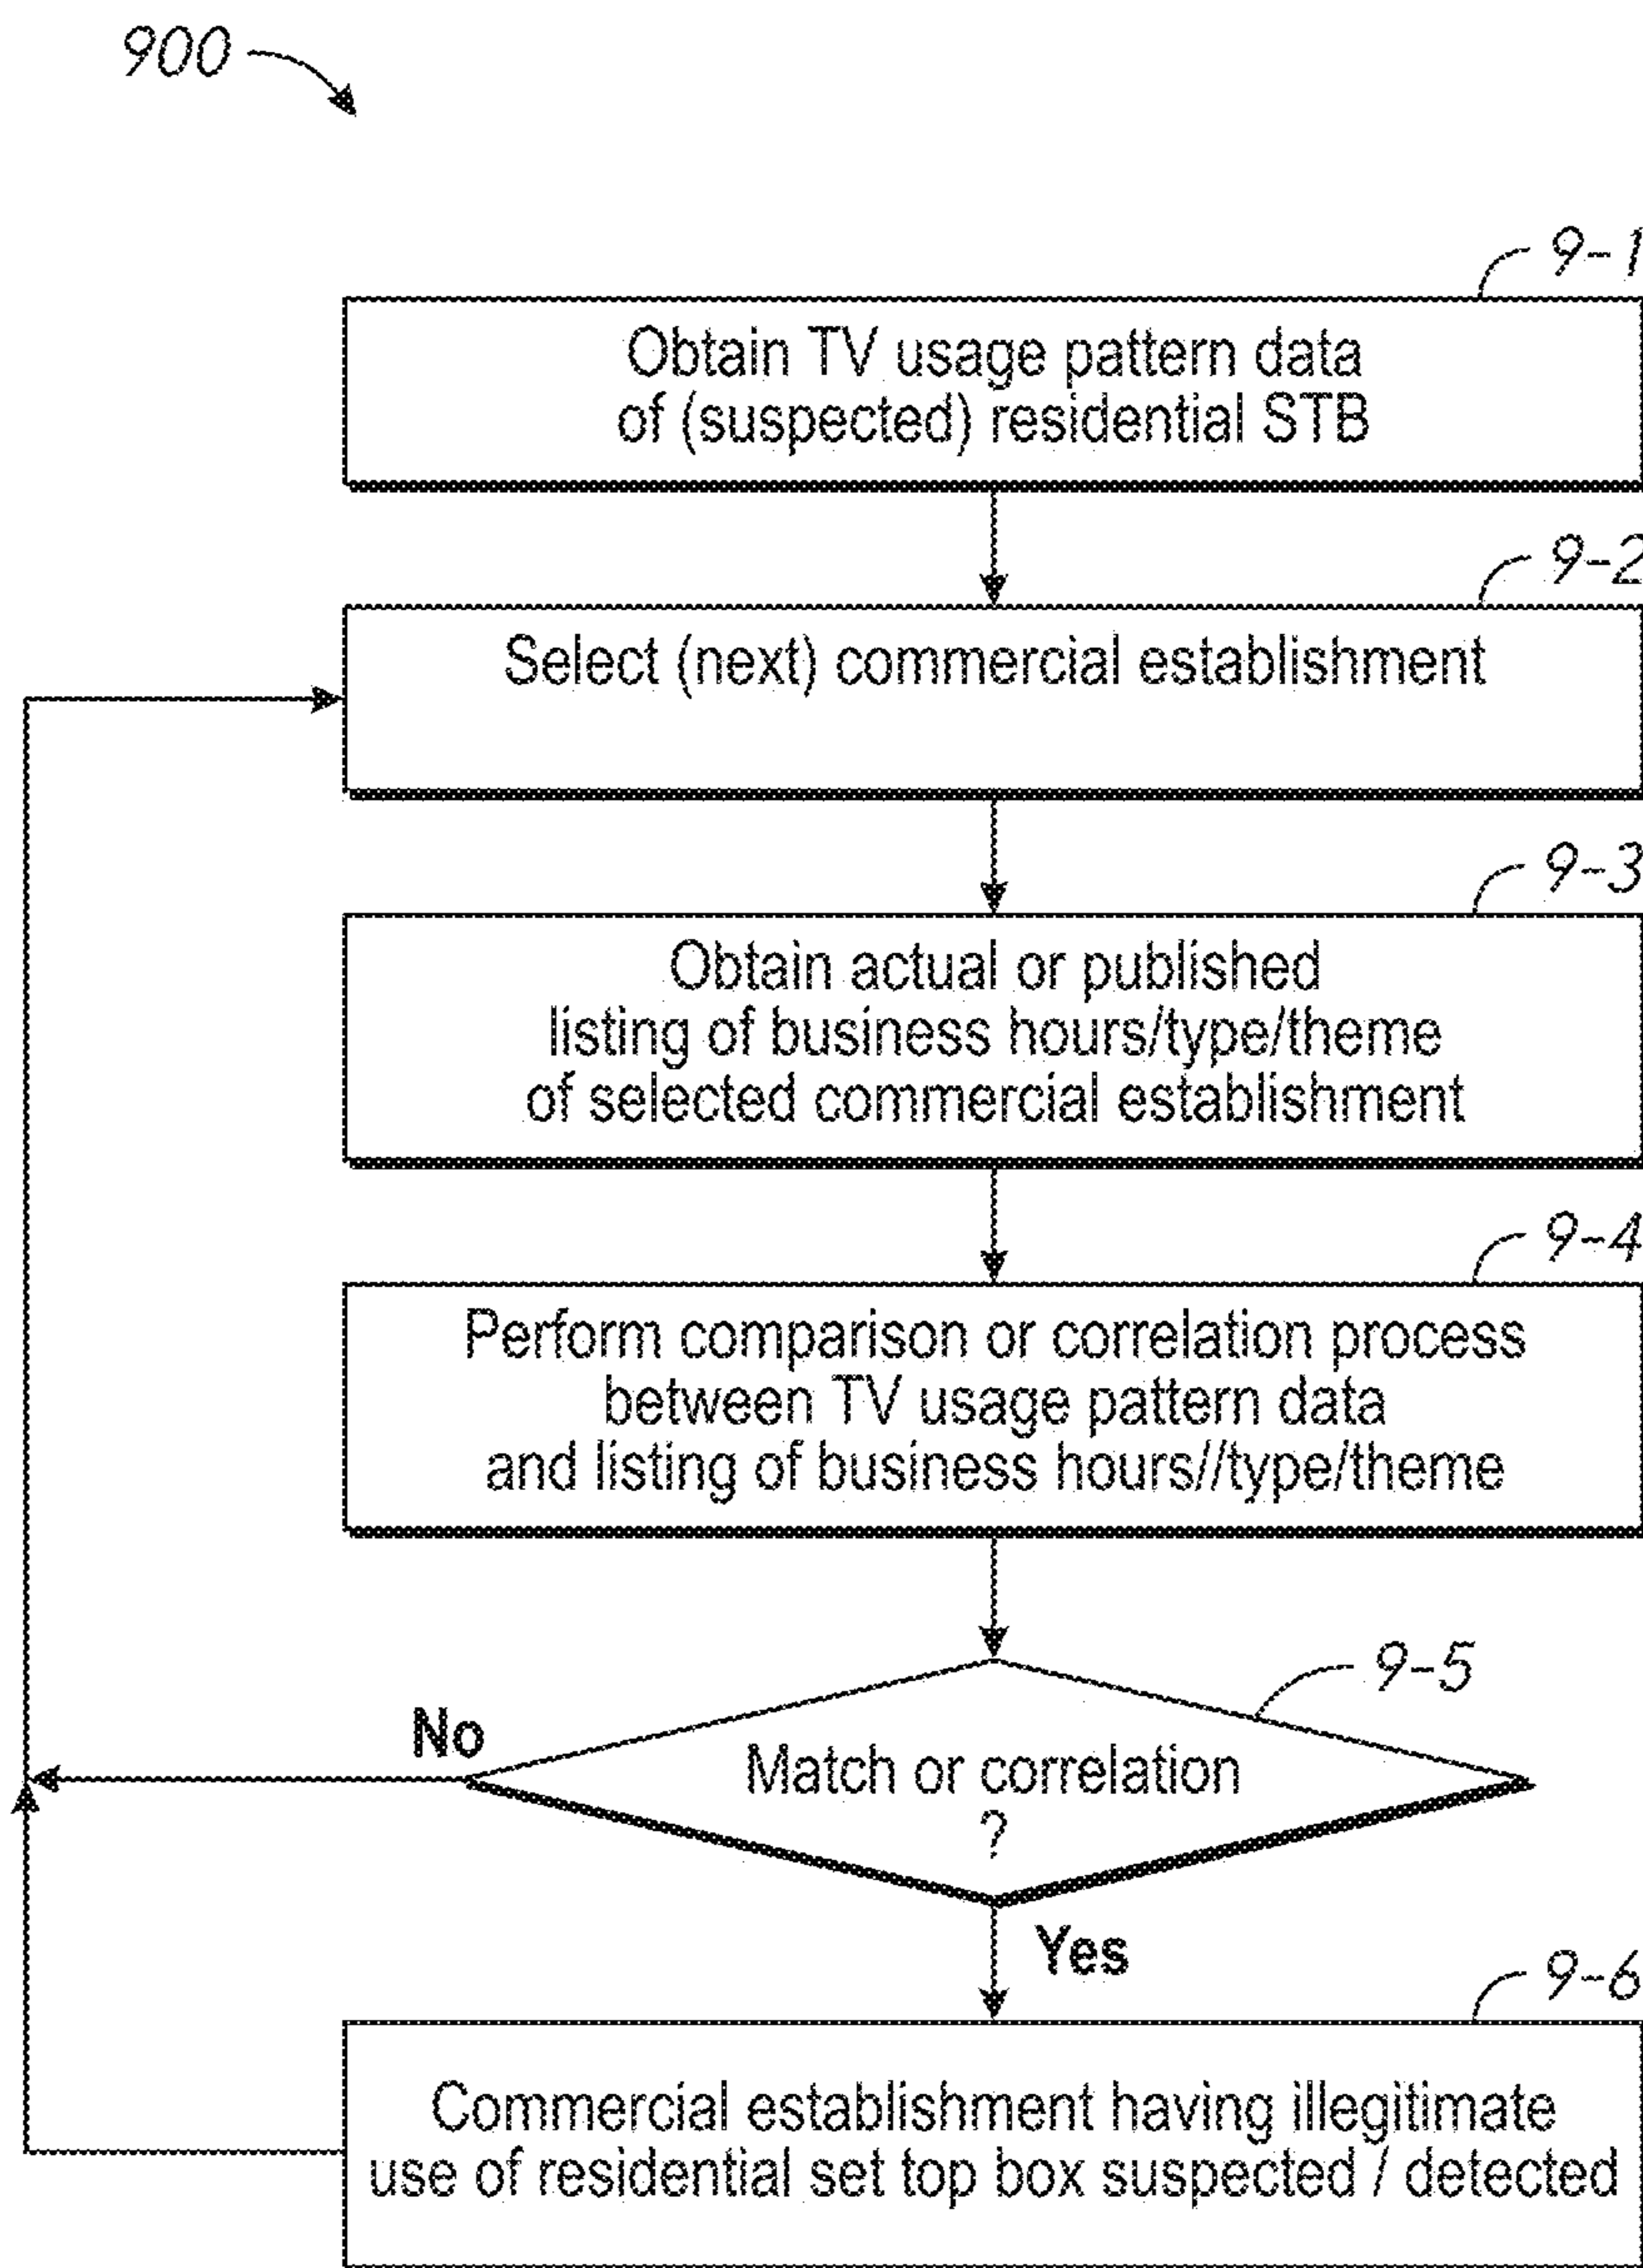 900
9-1
Obtain TV usage pattern data
of (suspected) residential STB
9-2
Select (next) commercial establishment
9-3
Obtain actual or published
listing of business hours/type/theme
of selected commercial establishment
9-4
Perform comparison or correlation process
between TV usage pattern data
and listing of business hours//type/theme
9-5
No
Match or correlation
?
Yes
9-6
Commercial establishment having illegitimate
use of residential set top box suspected / detected